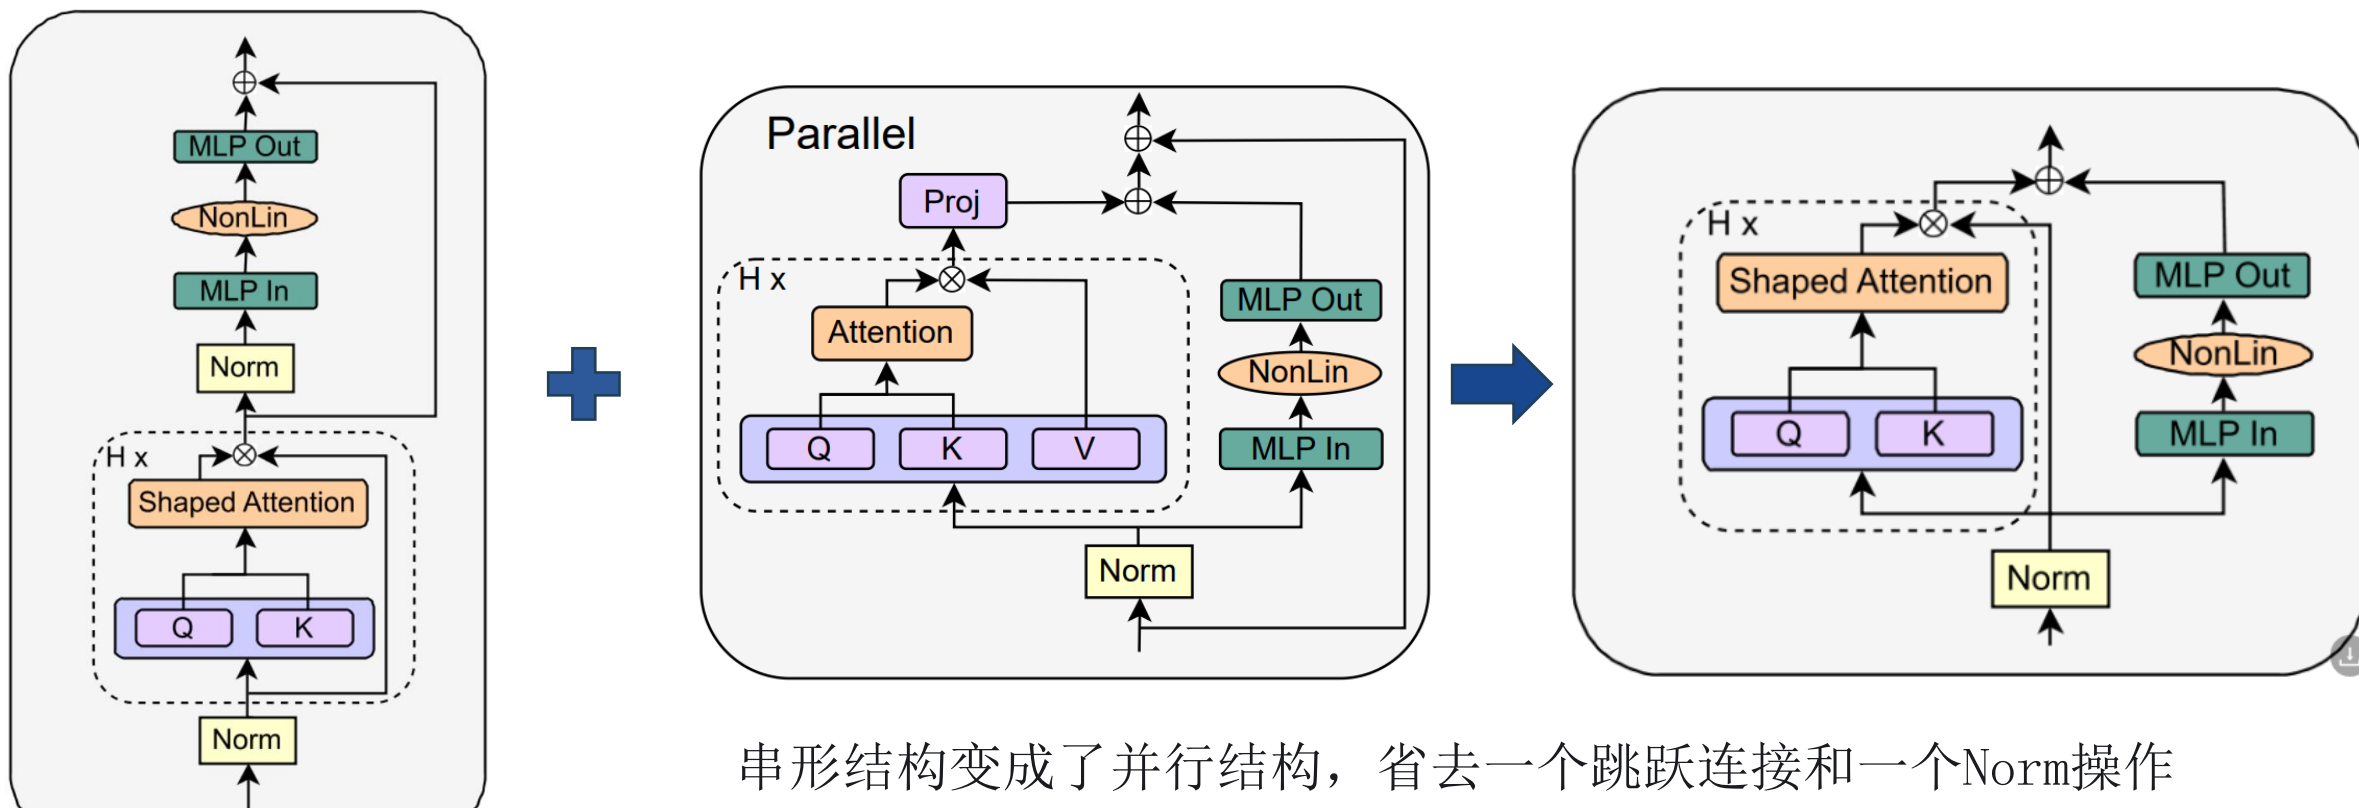 MLP Out
NonLin
MLP In
Norm
H x
Shaped Attention
Q K
Norm
Parallel
Proj
H x
Attention
Q K V
MLP Out
NonLin
MLP In
Norm
H x
Shaped Attention
Q K
MLP Out
NonLin
MLP In
Norm
串形结构变成了并行结构，省去一个跳跃连接和一个Norm操作